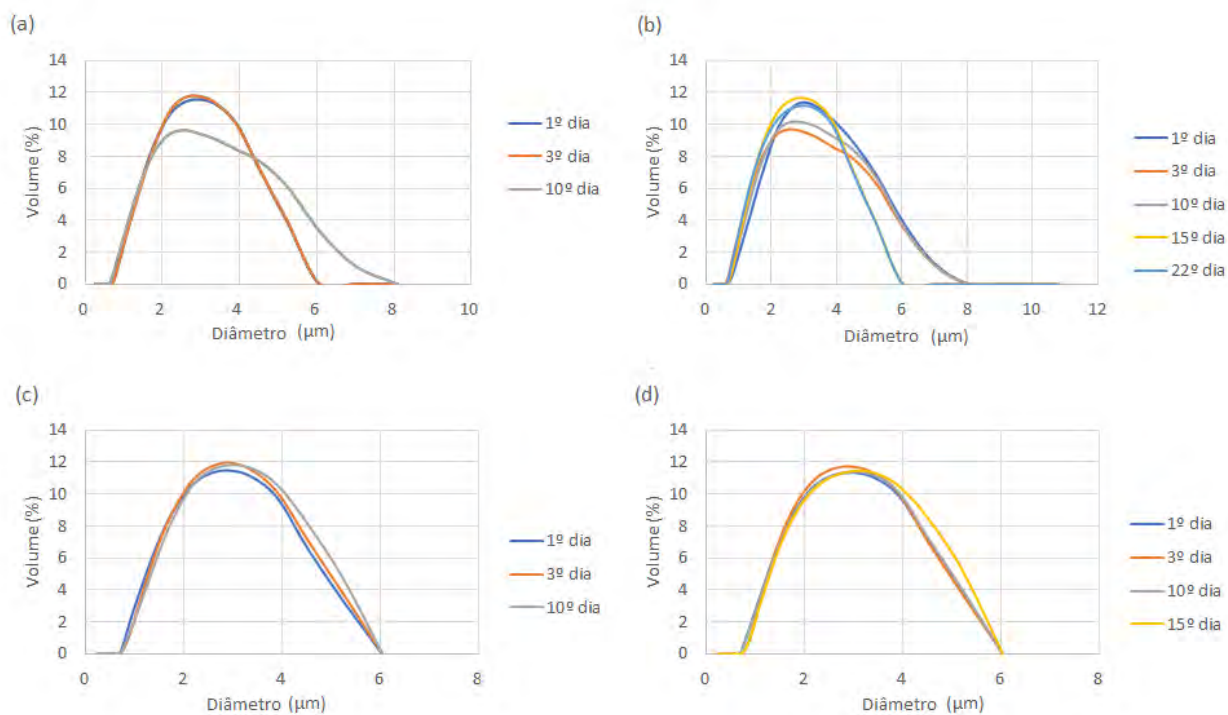 (a)
14
12
10
8
6
4
2
0
Volume (%)
0 2 4 6 8 10
Diâmetro (µm)
1º dia
3º dia
10º dia
(b)
14
12
10
8
6
4
2
0
Volume (%)
0 2 4 6 8 10 12
Diâmetro (µm)
1º dia
3º dia
10º dia
15º dia
22º dia
(c)
14
12
10
8
6
4
2
0
Volume (%)
0 2 4 6 8
Diâmetro (µm)
1º dia
3º dia
10º dia
(d)
14
12
10
8
6
4
2
0
Volume (%)
0 2 4 6 8
Diâmetro (µm)
1º dia
3º dia
10º dia
15º dia